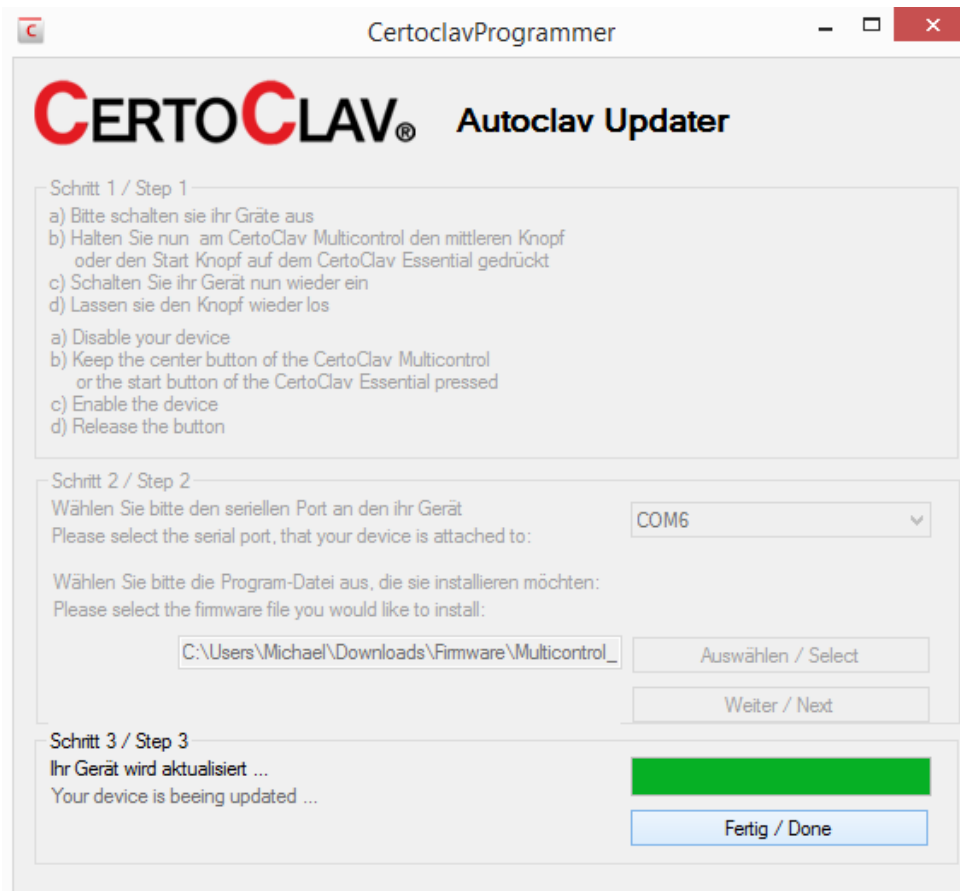 CertoclavProgrammer
CERTOCLAV® Autoclav Updater
Schritt 1 / Step 1
a) Bitte schalten sie ihr Gräte aus
b) Halten Sie nun am CertoClav Multicontrol den mittleren Knopf
oder den Start Knopf auf dem CertoClav Essential gedrückt
c) Schalten Sie ihr Gerät nun wieder ein
d) Lassen sie den Knopf wieder los
a) Disable your device
b) Keep the center button of the CertoClav Multicontrol
or the start button of the CertoClav Essential pressed
c) Enable the device
d) Release the button
Schritt 2 / Step 2
Wählen Sie bitte den seriellen Port an den ihr Gerät
Please select the serial port, that your device is attached to:
COM6
Wählen Sie bitte die Program-Datei aus, die sie installieren möchten:
Please select the firmware file you would like to install:
C:\Users\Michael\Downloads\Firmware\Multicontrol_
Auswählen / Select
Weiter / Next
Schritt 3 / Step 3
Ihr Gerät wird aktualisiert ...
Your device is beeing updated ...
Fertig / Done